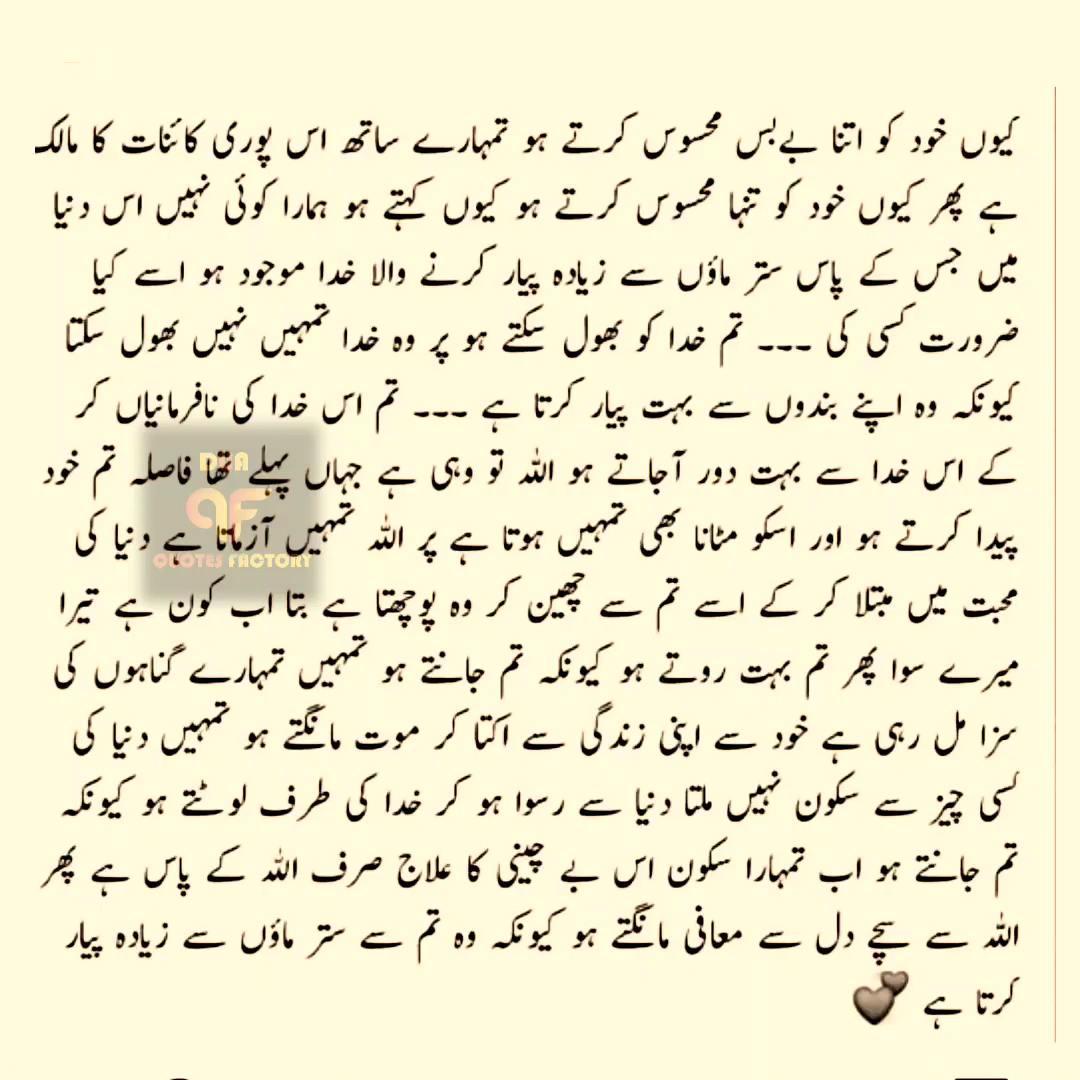 کیوں خود کو اتنا بےبس محسوس کرتے ہو تمہارے ساتھ اس پوری کائنات کا مالک
ہے پھر کیوں خود کو تنہا محسوس کرتے ہو کیوں کہتے ہو ہمارا کوئی نہیں اس دنیا
میں جس کے پاس ستر ماؤں سے زیادہ پیار کرنے والا خدا موجود ہو اسے کیا
ضرورت کسی کی ۔۔۔ تم خدا کو بھول سکتے ہو پر وہ خدا تمہیں نہیں بھول سکتا
کیونکہ وہ اپنے بندوں سے بہت پیار کرتا ہے ۔۔۔ تم اس خدا کی نافرمانیاں کر
کے اس خدا سے بہت دور آجاتے ہو اللہ تو وہی ہے جہاں پہلے تھا فاصلہ تم خود
پیدا کرتے ہو اور اسکو مٹانا بھی تمہیں ہوتا ہے پر اللہ تمہیں آزماتا ہے دنیا کی
محبت میں مبتلا کر کے اسے تم سے چھین کر وہ پوچھتا ہے بتا اب کون ہے تیرا
میرے سوا پھر تم بہت روتے ہو کیونکہ تم جانتے ہو تمہیں تمہارے گناہوں کی
سزا مل رہی ہے خود سے اپنی زندگی سے اکتا کر موت مانگتے ہو تمہیں دنیا کی
کسی چیز سے سکون نہیں ملتا دنیا سے رسوا ہو کر خدا کی طرف لوٹتے ہو کیونکہ
تم جانتے ہو اب تمہارا سکون اس بے چینی کا علاج صرف اللہ کے پاس ہے پھر
اللہ سے سچے دل سے معافی مانگتے ہو کیونکہ وہ تم سے ستر ماؤں سے زیادہ پیار
کرتا ہے 💕
QF
QUOTES FACTORY